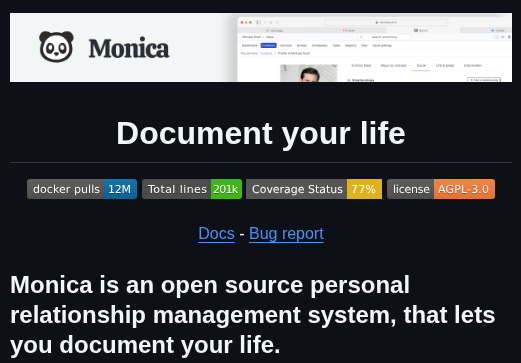 Monica
Document your life
docker pulls 12M Total lines 201k Coverage Status 77% license AGPL-3.0
Docs - Bug report
Monica is an open source personal
relationship management system, that lets
you document your life.